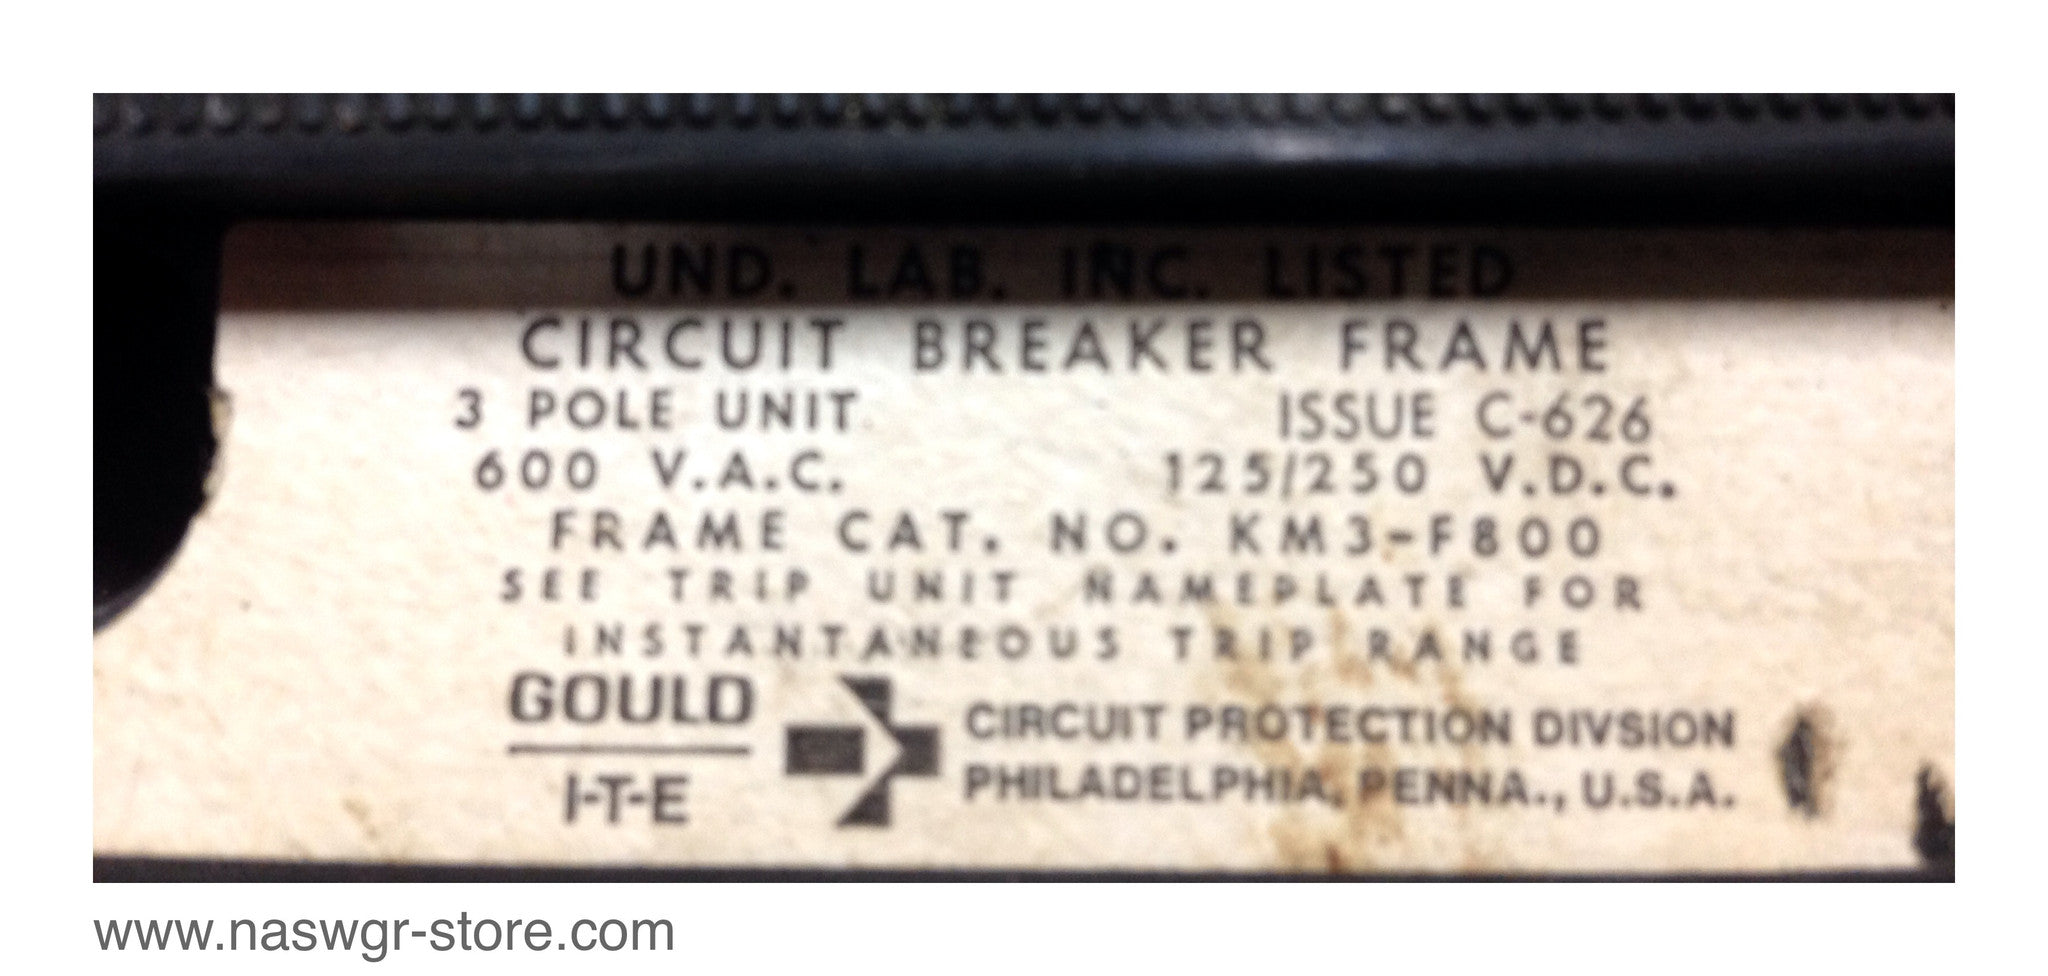 UND. LAB. INC. LISTED
CIRCUIT BREAKER FRAME
3 POLE UNIT ISSUE C-626
600 V.A.C. 125/250 V.D.C.
FRAME CAT. NO. KM3-F800
SEE TRIP UNIT NAMEPLATE FOR
INSTANTANEOUS TRIP RANGE
GOULD
I-T-E
CIRCUIT PROTECTION DIVSION
PHILADELPHIA, PENNA., U.S.A.
www.naswgr-store.com